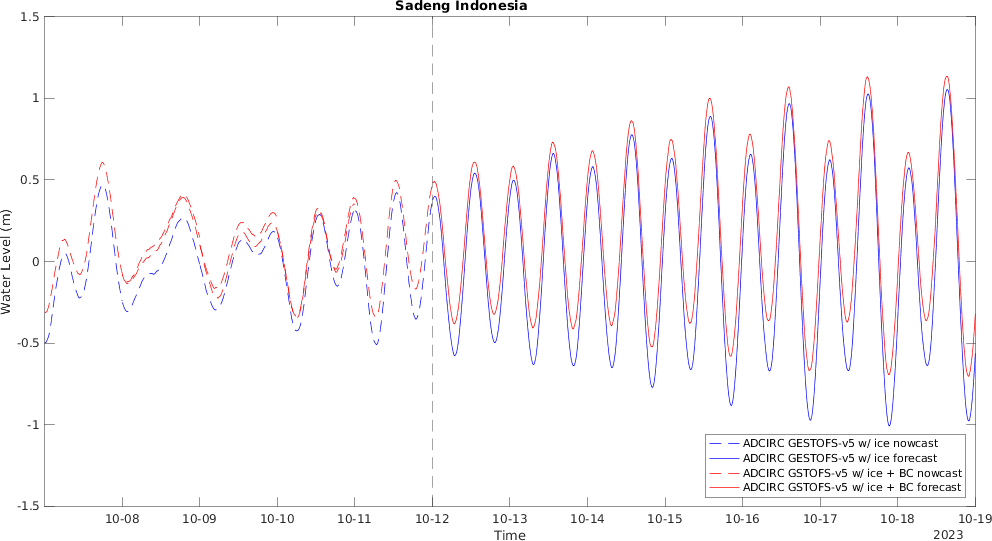 Sadeng Indonesia
1.5
1
0.5
0
-0.5
-1
-1.5
Water Level (m)
ADCIRC GESTOFS-v5 w/ ice nowcast
ADCIRC GESTOFS-v5 w/ ice forecast
ADCIRC GSTOFS-v5 w/ ice + BC nowcast
ADCIRC GSTOFS-v5 w/ ice + BC forecast
10-08 10-09 10-10 10-11 10-12 10-13 10-14 10-15 10-16 10-17 10-18 10-19
Time
2023